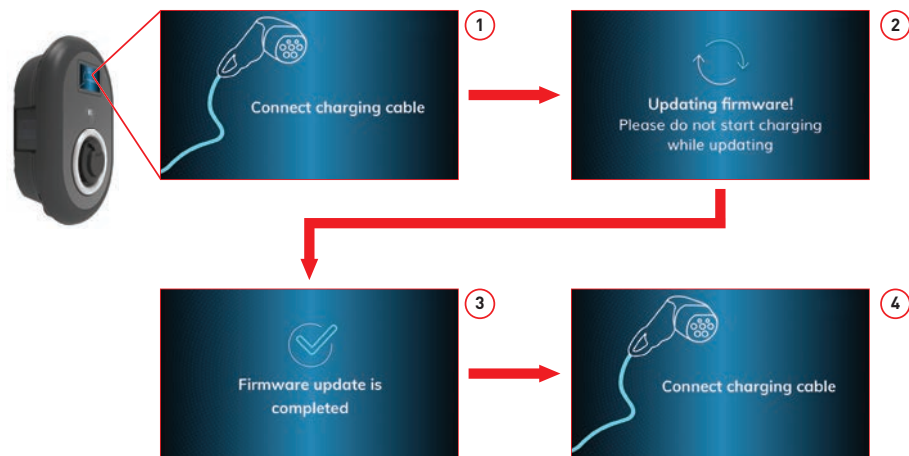 1
Connect charging cable
2
Updating firmware!
Please do not start charging
while updating
3
Firmware update is
completed
4
Connect charging cable